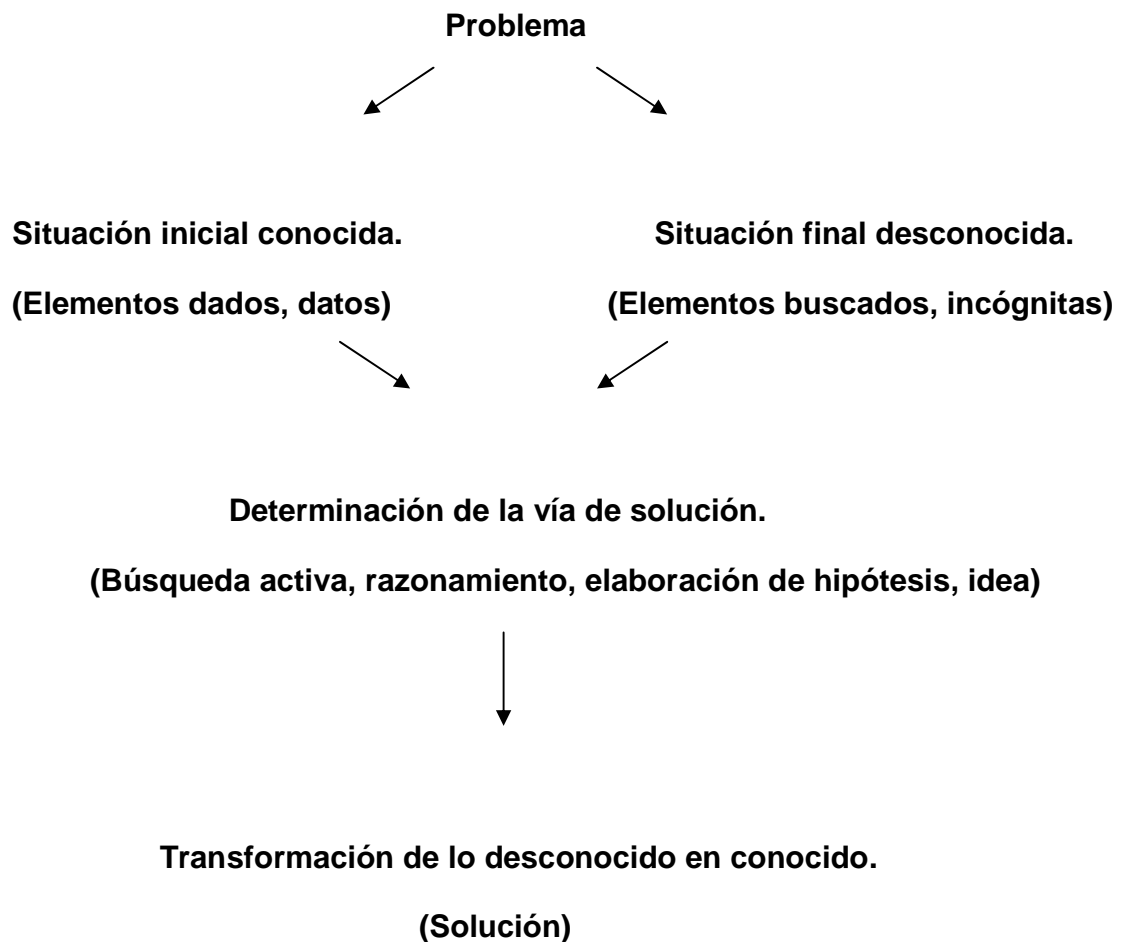 Problema
Situación inicial conocida.
(Elementos dados, datos)
Situación final desconocida.
(Elementos buscados, incógnitas)
Determinación de la vía de solución.
(Búsqueda activa, razonamiento, elaboración de hipótesis, idea)
Transformación de lo desconocido en conocido.
(Solución)